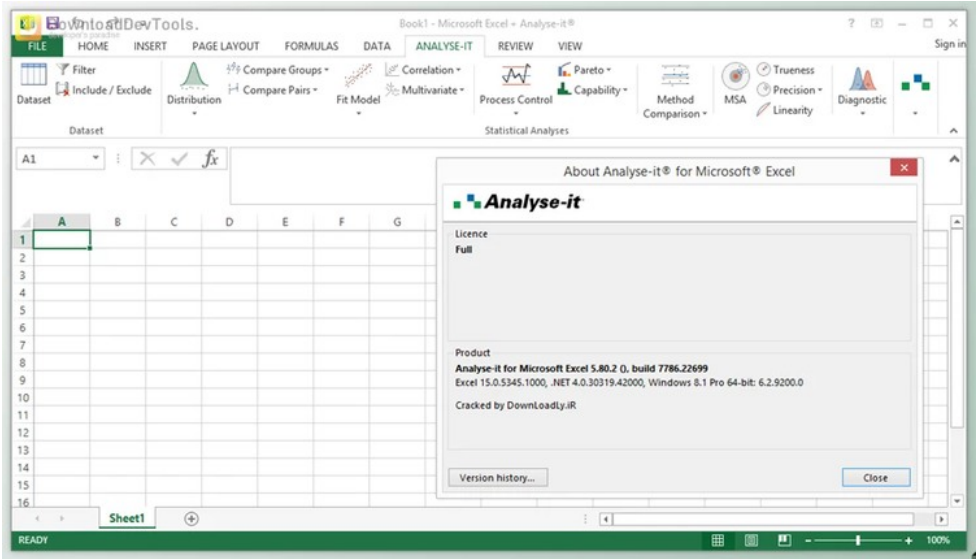 DownloadDevTools.
developer's paradise
Book1 - Microsoft Excel + Analyse-it®
FILE HOME INSERT PAGE LAYOUT FORMULAS DATA ANALYSE-IT REVIEW VIEW Sign in
Dataset
Filter
Include / Exclude
Dataset
Distribution
Compare Groups
Compare Pairs
Fit Model
Correlation
Multivariate
Process Control
Pareto
Capability
Method
Comparison
MSA
Trueness
Precision
Linearity
Diagnostic
Statistical Analyses
A1
fx
A B C D E F G
1
2
3
4
5
6
7
8
9
10
11
12
13
14
15
16
About Analyse-it® for Microsoft® Excel
Analyse-it
Licence
Full
Product
Analyse-it for Microsoft Excel 5.80.2 (), build 7786.22699
Excel 15.0.5345.1000, .NET 4.0.30319.42000, Windows 8.1 Pro 64-bit: 6.2.9200.0
Cracked by DownLoadLy.iR
Version history...
Close
Sheet1
READY
100%